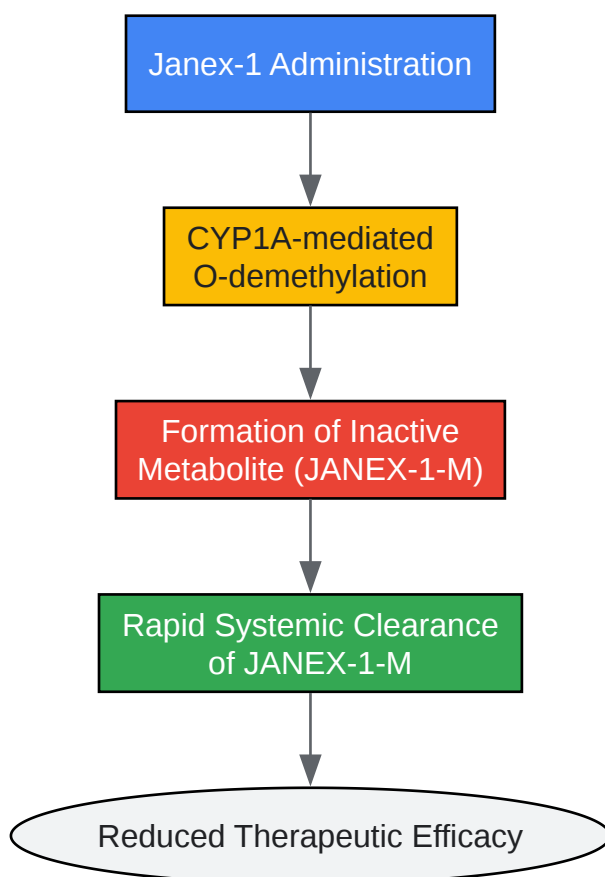 Janex-1 Administration
CYP1A-mediated
O-demethylation
Formation of Inactive
Metabolite (JANEX-1-M)
Rapid Systemic Clearance
of JANEX-1-M
Reduced Therapeutic Efficacy